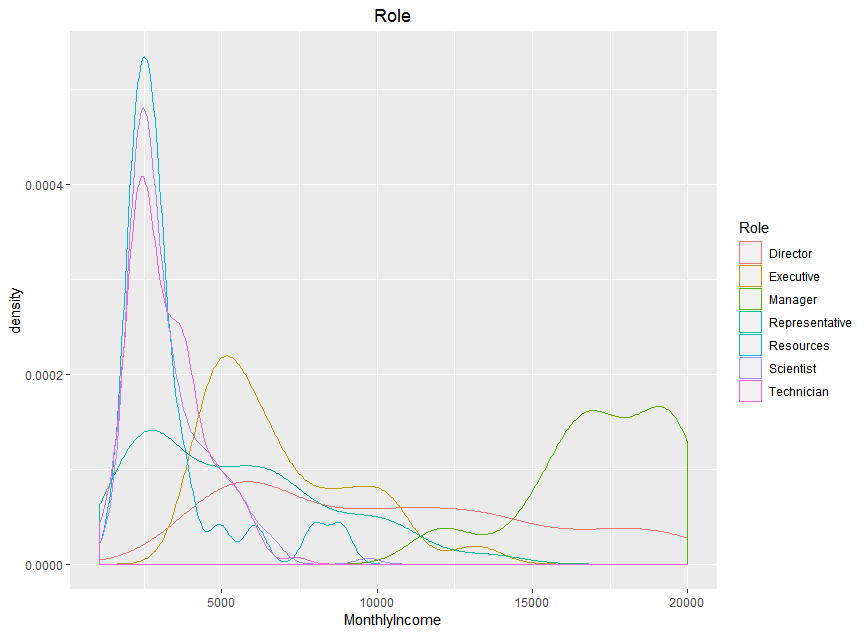 Role
density
0.0004
0.0002
0.0000
5000 10000 15000 20000
MonthlyIncome
Role
Director
Executive
Manager
Representative
Resources
Scientist
Technician